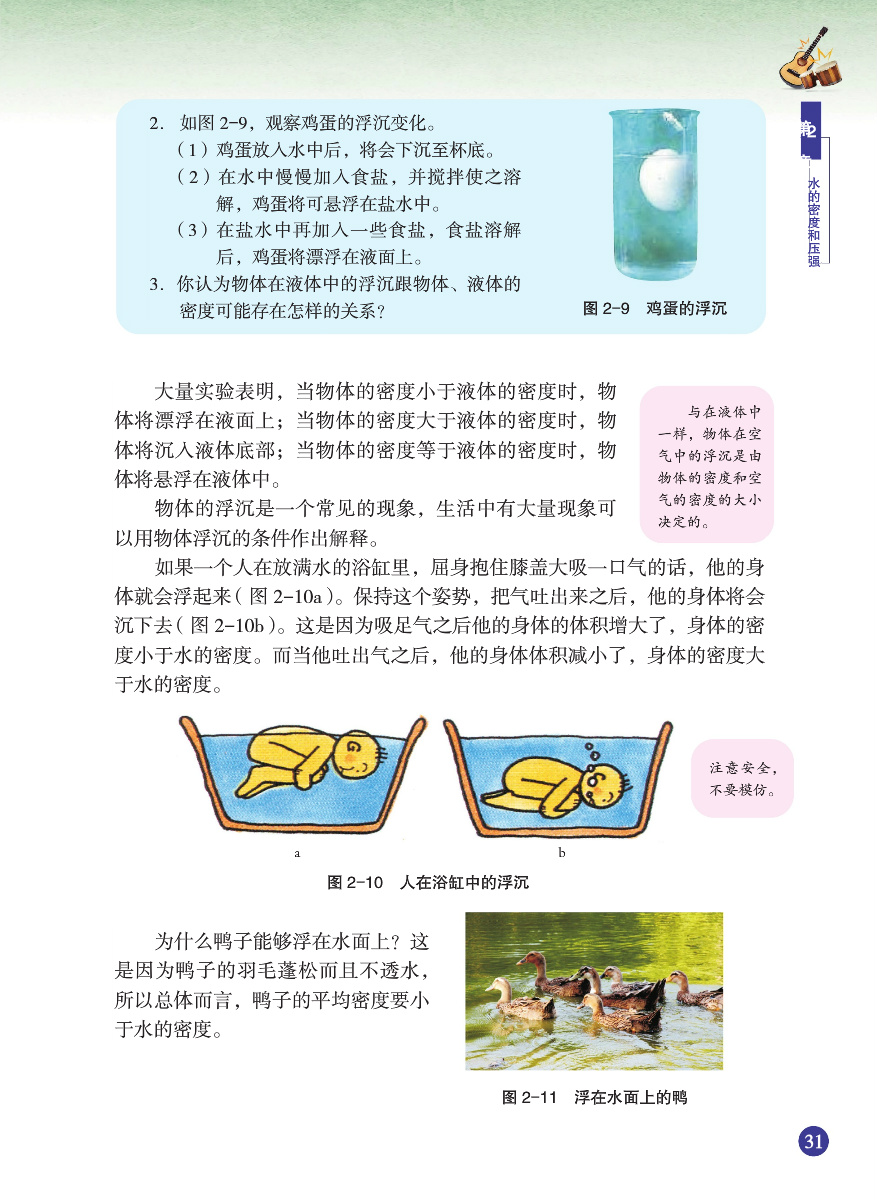 2. 如图 2-9，观察鸡蛋的浮沉变化。
（1）鸡蛋放入水中后，将会下沉至杯底。
（2）在水中慢慢加入食盐，并搅拌使之溶
解，鸡蛋将可悬浮在盐水中。
（3）在盐水中再加入一些食盐，食盐溶解
后，鸡蛋将漂浮在液面上。
3. 你认为物体在液体中的浮沉跟物体、液体的
密度可能存在怎样的关系？
图 2-9 鸡蛋的浮沉
第2
水的密度和压强
大量实验表明，当物体的密度小于液体的密度时，物
体将漂浮在液面上；当物体的密度大于液体的密度时，物
体将沉入液体底部；当物体的密度等于液体的密度时，物
体将悬浮在液体中。
物体的浮沉是一个常见的现象，生活中有大量现象可
以用物体浮沉的条件作出解释。
与在液体中
一样，物体在空
气中的浮沉是由
物体的密度和空
气的密度的大小
决定的。
如果一个人在放满水的浴缸里，屈身抱住膝盖大吸一口气的话，他的身
体就会浮起来（图 2-10a）。保持这个姿势，把气吐出来之后，他的身体将会
沉下去（图 2-10b）。这是因为吸足气之后他的身体的体积增大了，身体的密
度小于水的密度。而当他吐出气之后，他的身体体积减小了，身体的密度大
于水的密度。
注意安全，
不要模仿。
a
b
图 2-10 人在浴缸中的浮沉
为什么鸭子能够浮在水面上？这
是因为鸭子的羽毛蓬松而且不透水，
所以总体而言，鸭子的平均密度要小
于水的密度。
图 2-11 浮在水面上的鸭
31